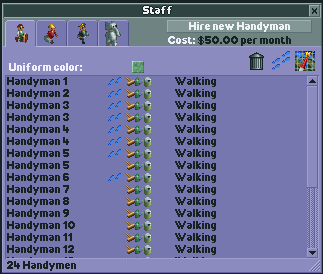 Staff
Hire new Handyman
Cost: $50.00 per month
Uniform color:
Handyman 1 Walking
Handyman 2 Walking
Handyman 3 Walking
Handyman 3 Walking
Handyman 4 Walking
Handyman 4 Walking
Handyman 5 Walking
Handyman 5 Walking
Handyman 6 Walking
Handyman 7 Walking
Handyman 8 Walking
Handyman 9 Walking
Handyman 10 Walking
Handyman 11 Walking
Handyman 12 Walking
24 Handymen